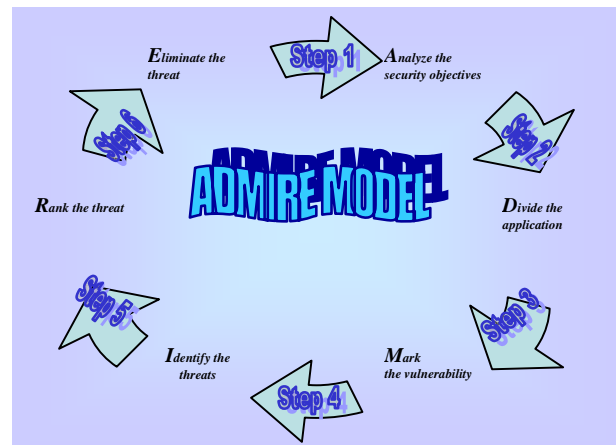 Step 1
Analyze the
security objectives
Step 2
Divide the
application
Step 3
Mark
the vulnerability
Step 4
Identify the
threats
Step 5
Rank the threat
Step 6
Eliminate the
threat
ADMIRE MODEL